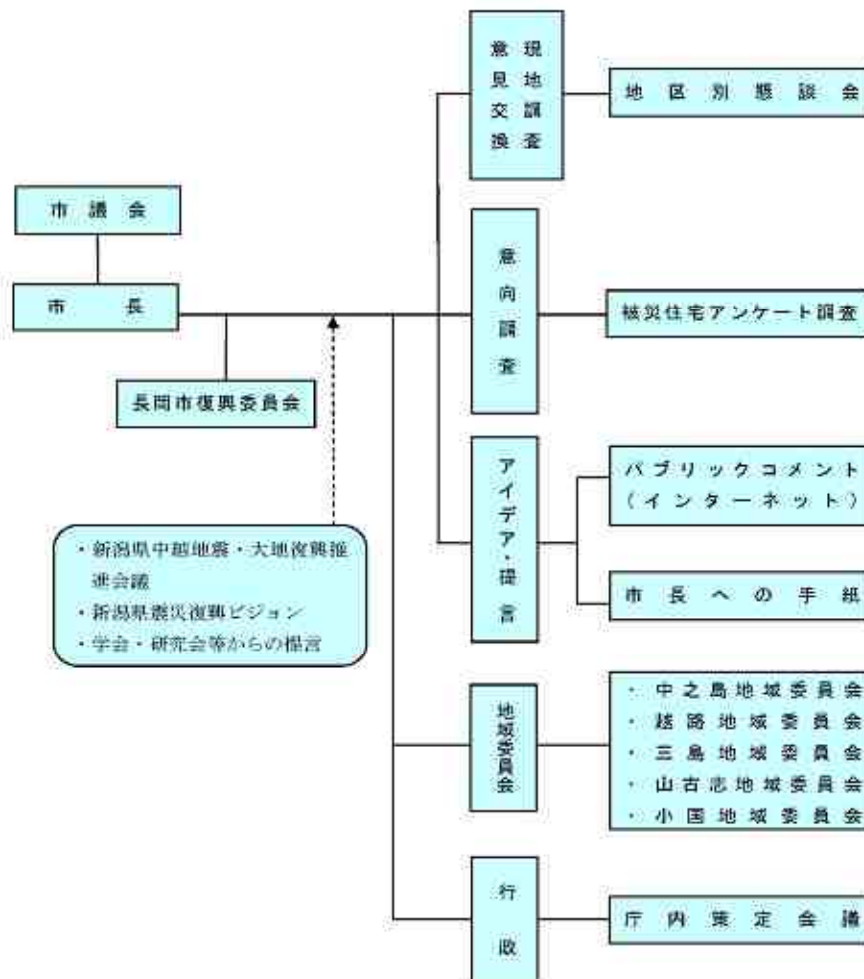 現地調査
意見交換
地区別懇談会
市議会
市長
長岡市復興委員会
意向調査
被災住宅アンケート調査
アイデア・提言
パブリックコメント
（インターネット）
市長への手紙
・新潟県中越地震・大地復興推
進会議
・新潟県震災復興ビジョン
・学会・研究会等からの提言
地域委員会
・中之島地域委員会
・越路地域委員会
・三島地域委員会
・山古志地域委員会
・小国地域委員会
行政
庁内策定会議